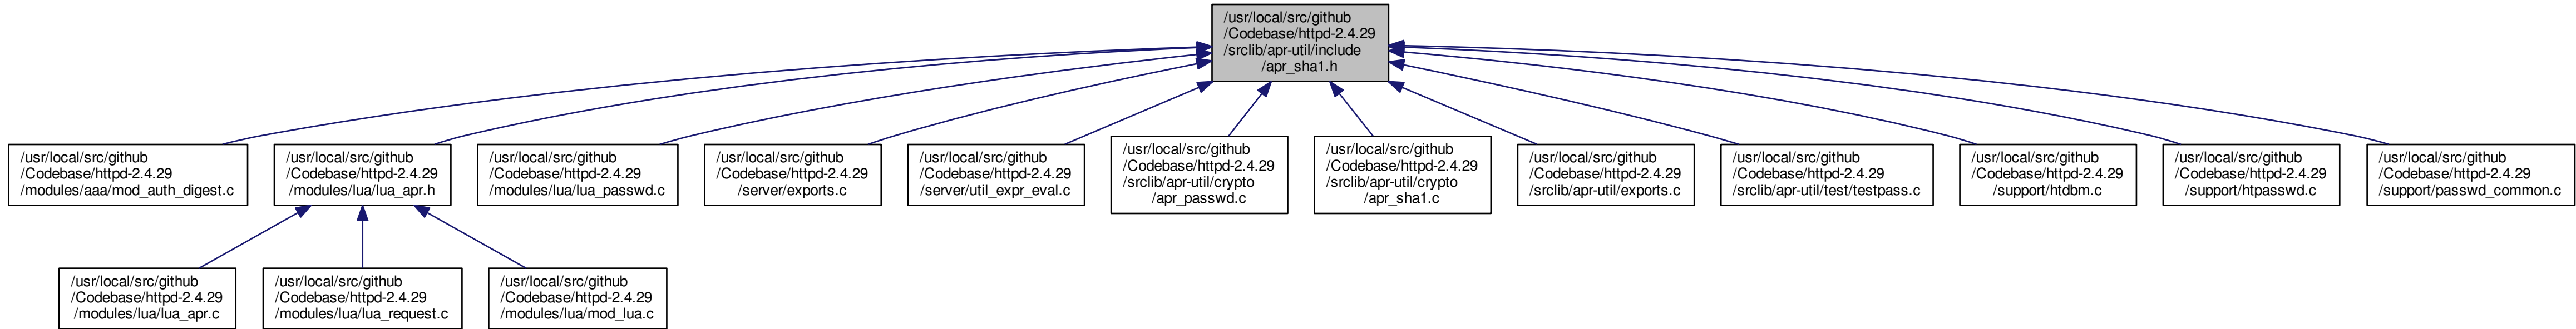 /usr/local/src/github
/Codebase/httpd-2.4.29
/srclib/apr-util/include
/apr_sha1.h
/usr/local/src/github
/Codebase/httpd-2.4.29
/modules/aaa/mod_auth_digest.c
/usr/local/src/github
/Codebase/httpd-2.4.29
/modules/lua/lua_apr.h
/usr/local/src/github
/Codebase/httpd-2.4.29
/modules/lua/lua_passwd.c
/usr/local/src/github
/Codebase/httpd-2.4.29
/server/exports.c
/usr/local/src/github
/Codebase/httpd-2.4.29
/server/util_expr_eval.c
/usr/local/src/github
/Codebase/httpd-2.4.29
/srclib/apr-util/crypto
/apr_passwd.c
/usr/local/src/github
/Codebase/httpd-2.4.29
/srclib/apr-util/crypto
/apr_sha1.c
/usr/local/src/github
/Codebase/httpd-2.4.29
/srclib/apr-util/exports.c
/usr/local/src/github
/Codebase/httpd-2.4.29
/srclib/apr-util/test/testpass.c
/usr/local/src/github
/Codebase/httpd-2.4.29
/support/htdbm.c
/usr/local/src/github
/Codebase/httpd-2.4.29
/support/htpasswd.c
/usr/local/src/github
/Codebase/httpd-2.4.29
/support/passwd_common.c
/usr/local/src/github
/Codebase/httpd-2.4.29
/modules/lua/lua_apr.c
/usr/local/src/github
/Codebase/httpd-2.4.29
/modules/lua/lua_request.c
/usr/local/src/github
/Codebase/httpd-2.4.29
/modules/lua/mod_lua.c